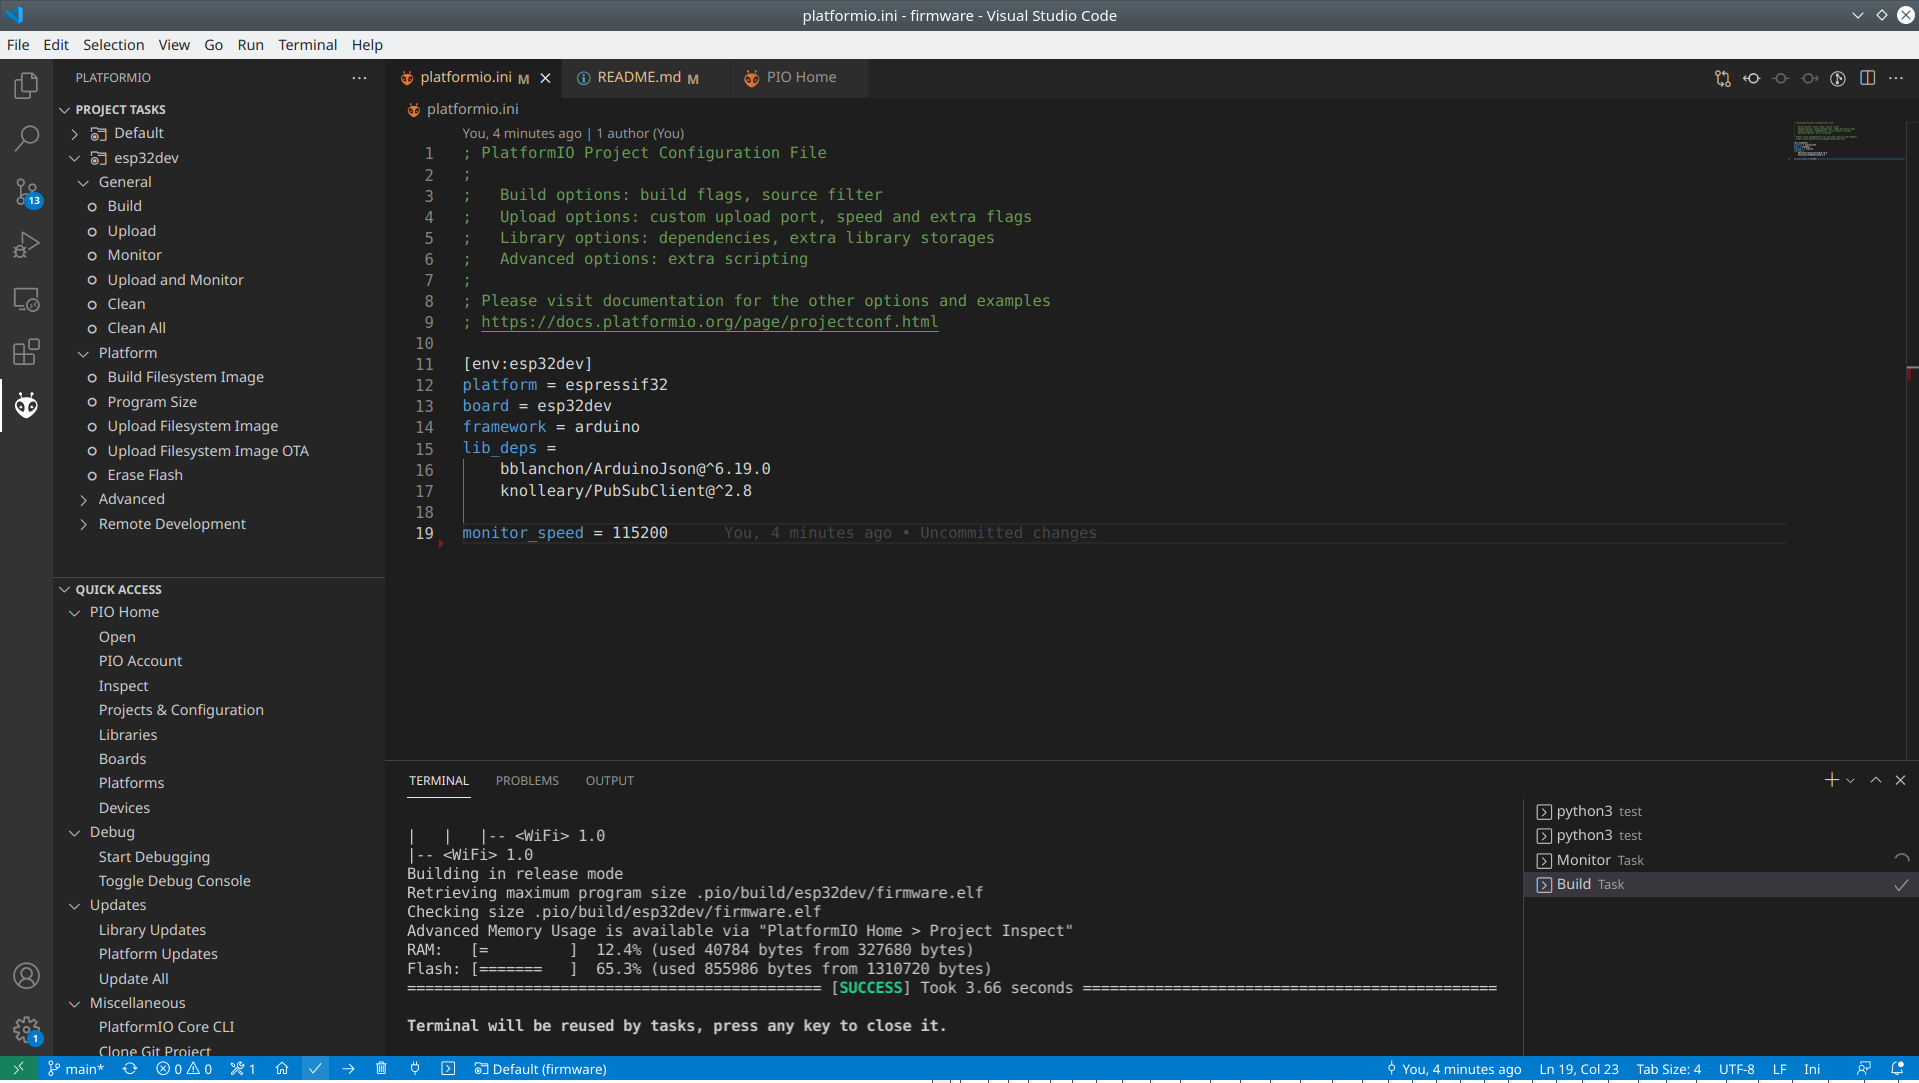 platformio.ini - firmware - Visual Studio Code
File Edit Selection View Go Run Terminal Help
PLATFORMIO
PROJECT TASKS
Default
esp32dev
General
Build
Upload
Monitor
Upload and Monitor
Clean
Clean All
Platform
Build Filesystem Image
Program Size
Upload Filesystem Image
Upload Filesystem Image OTA
Erase Flash
Advanced
Remote Development
QUICK ACCESS
PIO Home
Open
PIO Account
Inspect
Projects & Configuration
Libraries
Boards
Platforms
Devices
Debug
Start Debugging
Toggle Debug Console
Updates
Library Updates
Platform Updates
Update All
Miscellaneous
PlatformIO Core CLI
Clone Git Project
13
1
platformio.ini M README.md M PIO Home
platformio.ini
You, 4 minutes ago | 1 author (You)
1 ; PlatformIO Project Configuration File
2 ;
3 ;   Build options: build flags, source filter
4 ;   Upload options: custom upload port, speed and extra flags
5 ;   Library options: dependencies, extra library storages
6 ;   Advanced options: extra scripting
7 ;
8 ; Please visit documentation for the other options and examples
9 ; https://docs.platformio.org/page/projectconf.html
10
11 [env:esp32dev]
12 platform = espressif32
13 board = esp32dev
14 framework = arduino
15 lib_deps =
16     bblanchon/ArduinoJson@^6.19.0
17     knolleary/PubSubClient@^2.8
18
19 monitor_speed = 115200 You, 4 minutes ago • Uncommitted changes
TERMINAL PROBLEMS OUTPUT
|   |   |-- <WiFi> 1.0
|-- <WiFi> 1.0
Building in release mode
Retrieving maximum program size .pio/build/esp32dev/firmware.elf
Checking size .pio/build/esp32dev/firmware.elf
Advanced Memory Usage is available via "PlatformIO Home > Project Inspect"
RAM:   [=         ]  12.4% (used 40784 bytes from 327680 bytes)
Flash: [=======   ]  65.3% (used 855986 bytes from 1310720 bytes)
============================================== [SUCCESS] Took 3.66 seconds ==============================================
Terminal will be reused by tasks, press any key to close it.
python3 test
python3 test
Monitor Task
Build Task
main* 0 0 1 Default (firmware) You, 4 minutes ago Ln 19, Col 23 Tab Size: 4 UTF-8 LF Ini